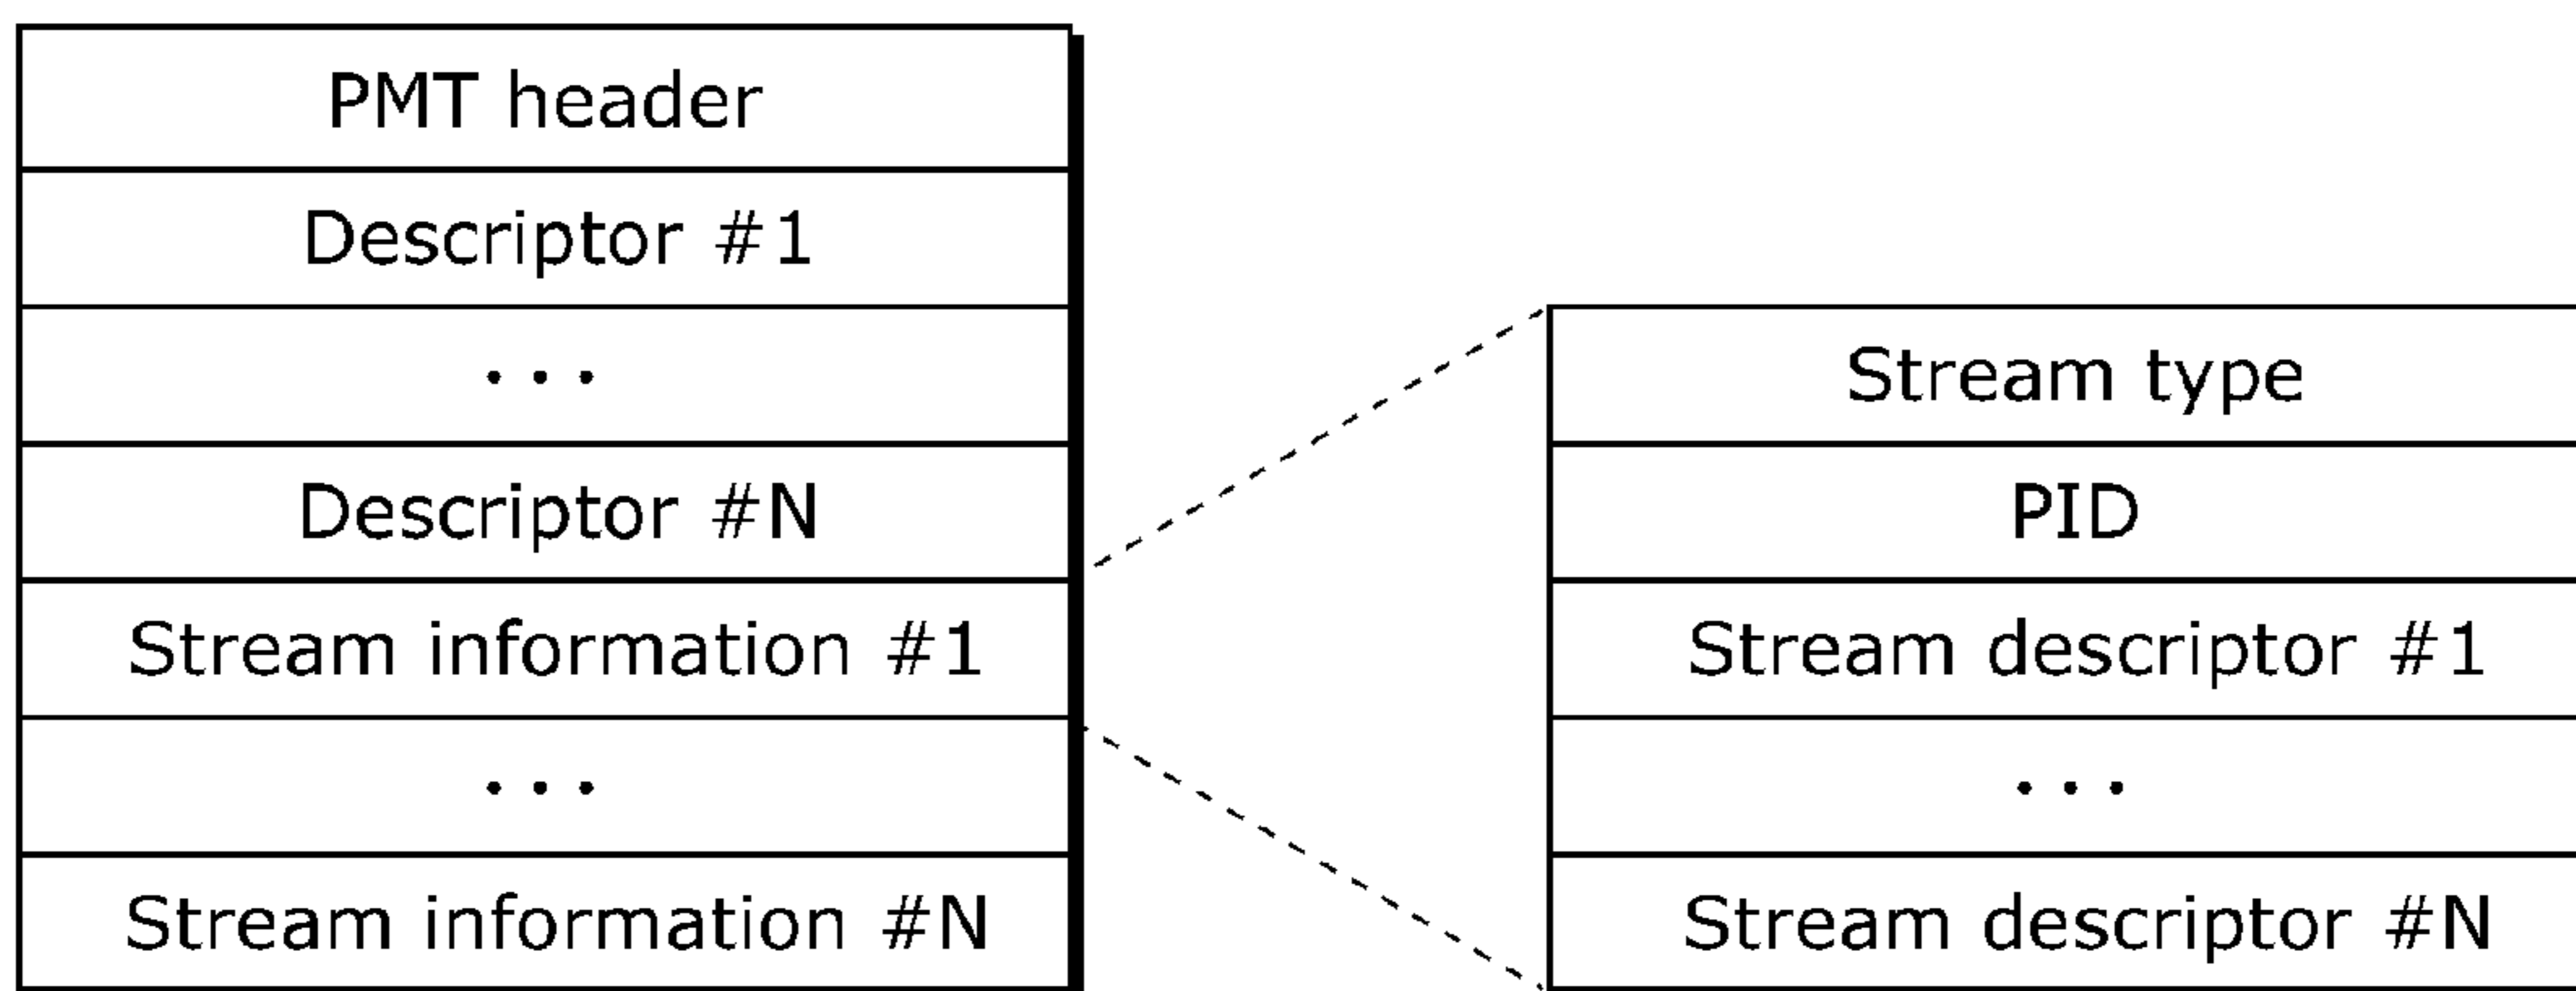 PMT header
Descriptor #1
...
Descriptor #N
Stream information #1
...
Stream information #N
Stream type
PID
Stream descriptor #1
...
Stream descriptor #N